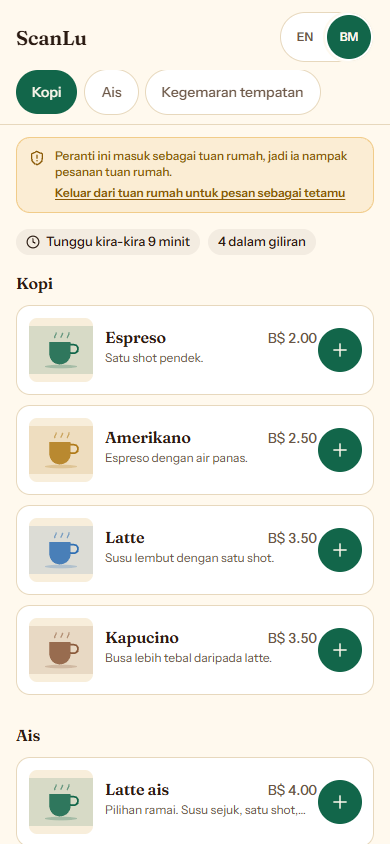 ScanLu
EN
BM
Kopi
Ais
Kegemaran tempatan
Peranti ini masuk sebagai tuan rumah, jadi ia nampak
pesanan tuan rumah.
Keluar dari tuan rumah untuk pesan sebagai tetamu
Tunggu kira-kira 9 minit
4 dalam giliran
Kopi
Espreso
B$ 2.00
Satu shot pendek.
Amerikano
B$ 2.50
Espreso dengan air panas.
Latte
B$ 3.50
Susu lembut dengan satu shot.
Kapucino
B$ 3.50
Busa lebih tebal daripada latte.
Ais
Latte ais
B$ 4.00
Pilihan ramai. Susu sejuk, satu shot,...